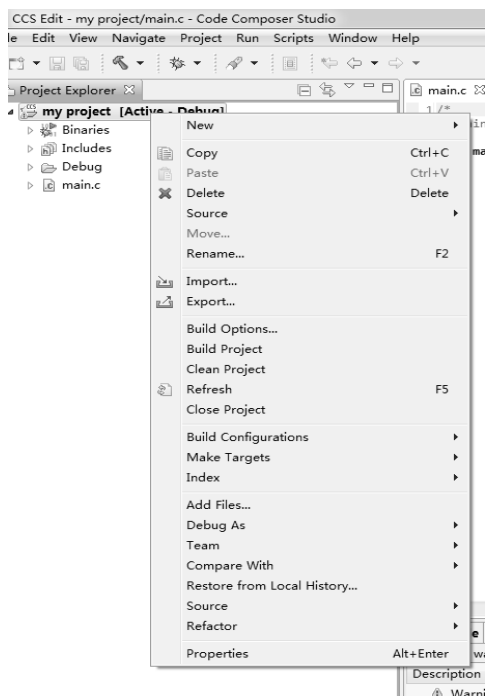 CCS Edit - my project/main.c - Code Composer Studio
le Edit View Navigate Project Run Scripts Window Help
Project Explorer
main.c
my project [Active - Debug]
1/*
Binaries
Includes
Debug
main.c
New
Copy Ctrl+C
Paste Ctrl+V
Delete Delete
Source
Move...
Rename... F2
Import...
Export...
Build Options...
Build Project
Clean Project
Refresh F5
Close Project
Build Configurations
Make Targets
Index
Add Files...
Debug As
Team
Compare With
Restore from Local History...
Source
Refactor
Properties Alt+Enter
Description